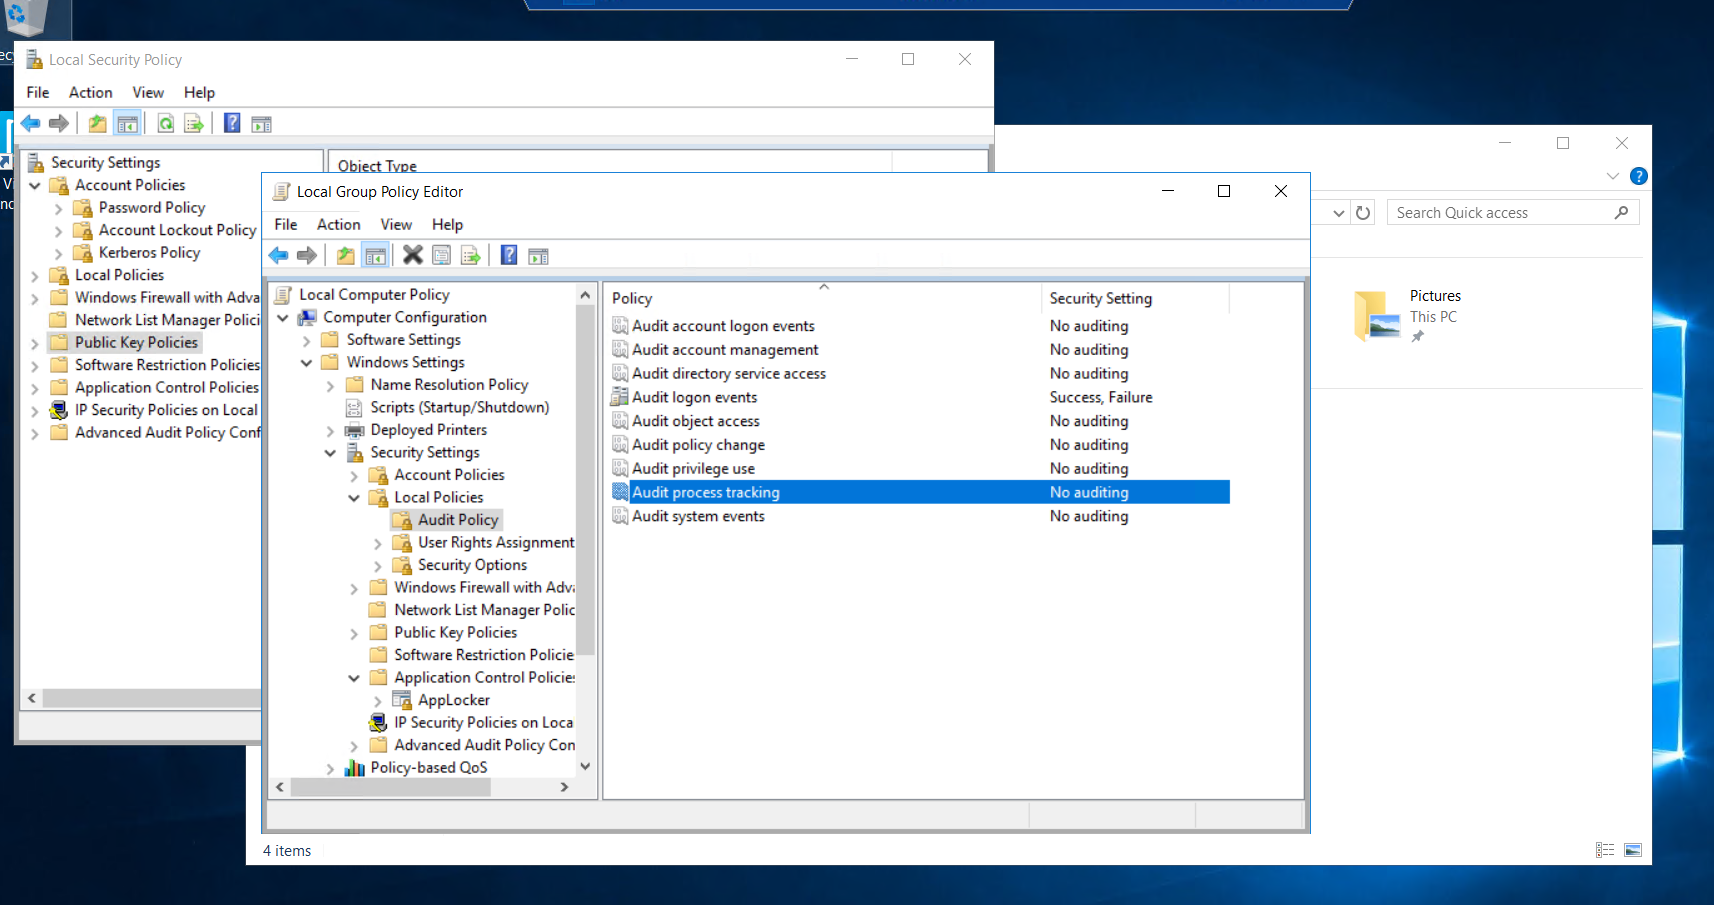 Local Security Policy
File Action View Help
Security Settings
Account Policies
Password Policy
Account Lockout Policy
Kerberos Policy
Local Policies
Windows Firewall with Adva
Network List Manager Polici
Public Key Policies
Software Restriction Policies
Application Control Policies
IP Security Policies on Local
Advanced Audit Policy Conf
Object Type
Local Group Policy Editor
File Action View Help
Local Computer Policy
Computer Configuration
Software Settings
Windows Settings
Name Resolution Policy
Scripts (Startup/Shutdown)
Deployed Printers
Security Settings
Account Policies
Local Policies
Audit Policy
User Rights Assignment
Security Options
Windows Firewall with Adva
Network List Manager Polic
Public Key Policies
Software Restriction Policie
Application Control Policies
AppLocker
IP Security Policies on Loca
Advanced Audit Policy Con
Policy-based QoS
Policy Security Setting
Audit account logon events No auditing
Audit account management No auditing
Audit directory service access No auditing
Audit logon events Success, Failure
Audit object access No auditing
Audit policy change No auditing
Audit privilege use No auditing
Audit process tracking No auditing
Audit system events No auditing
Search Quick access
Pictures
This PC
4 items